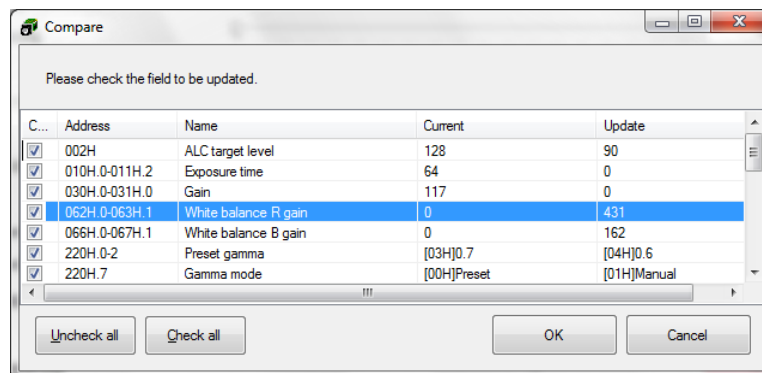 Compare
Please check the field to be updated.
C... Address Name Current Update
002H ALC target level 128 90
010H.0-011H.2 Exposure time 64 0
030H.0-031H.0 Gain 117 0
062H.0-063H.1 White balance R gain 0 431
066H.0-067H.1 White balance B gain 0 162
220H.0-2 Preset gamma [03H]0.7 [04H]0.6
220H.7 Gamma mode [00H]Preset [01H]Manual
Uncheck all Check all OK Cancel